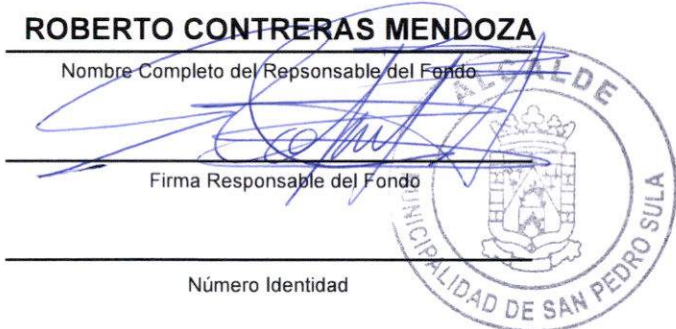 ROBERTO CONTRERAS MENDOZA
Nombre Completo del Repsonsable del Fondo
Firma Responsable del Fondo
Número Identidad
ALCALDE
MUNICIPALIDAD DE SAN PEDRO SULA